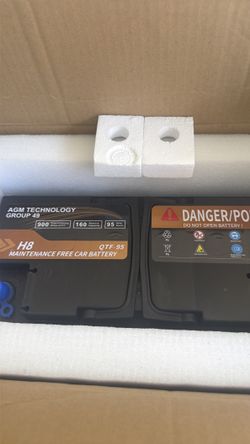 AGM TECHNOLOGY
GROUP 49
900
160
95
H8
QTF-95
MAINTENANCE FREE CAR BATTERY
DANGER/PO
DO NOT OPEN BATTERY !